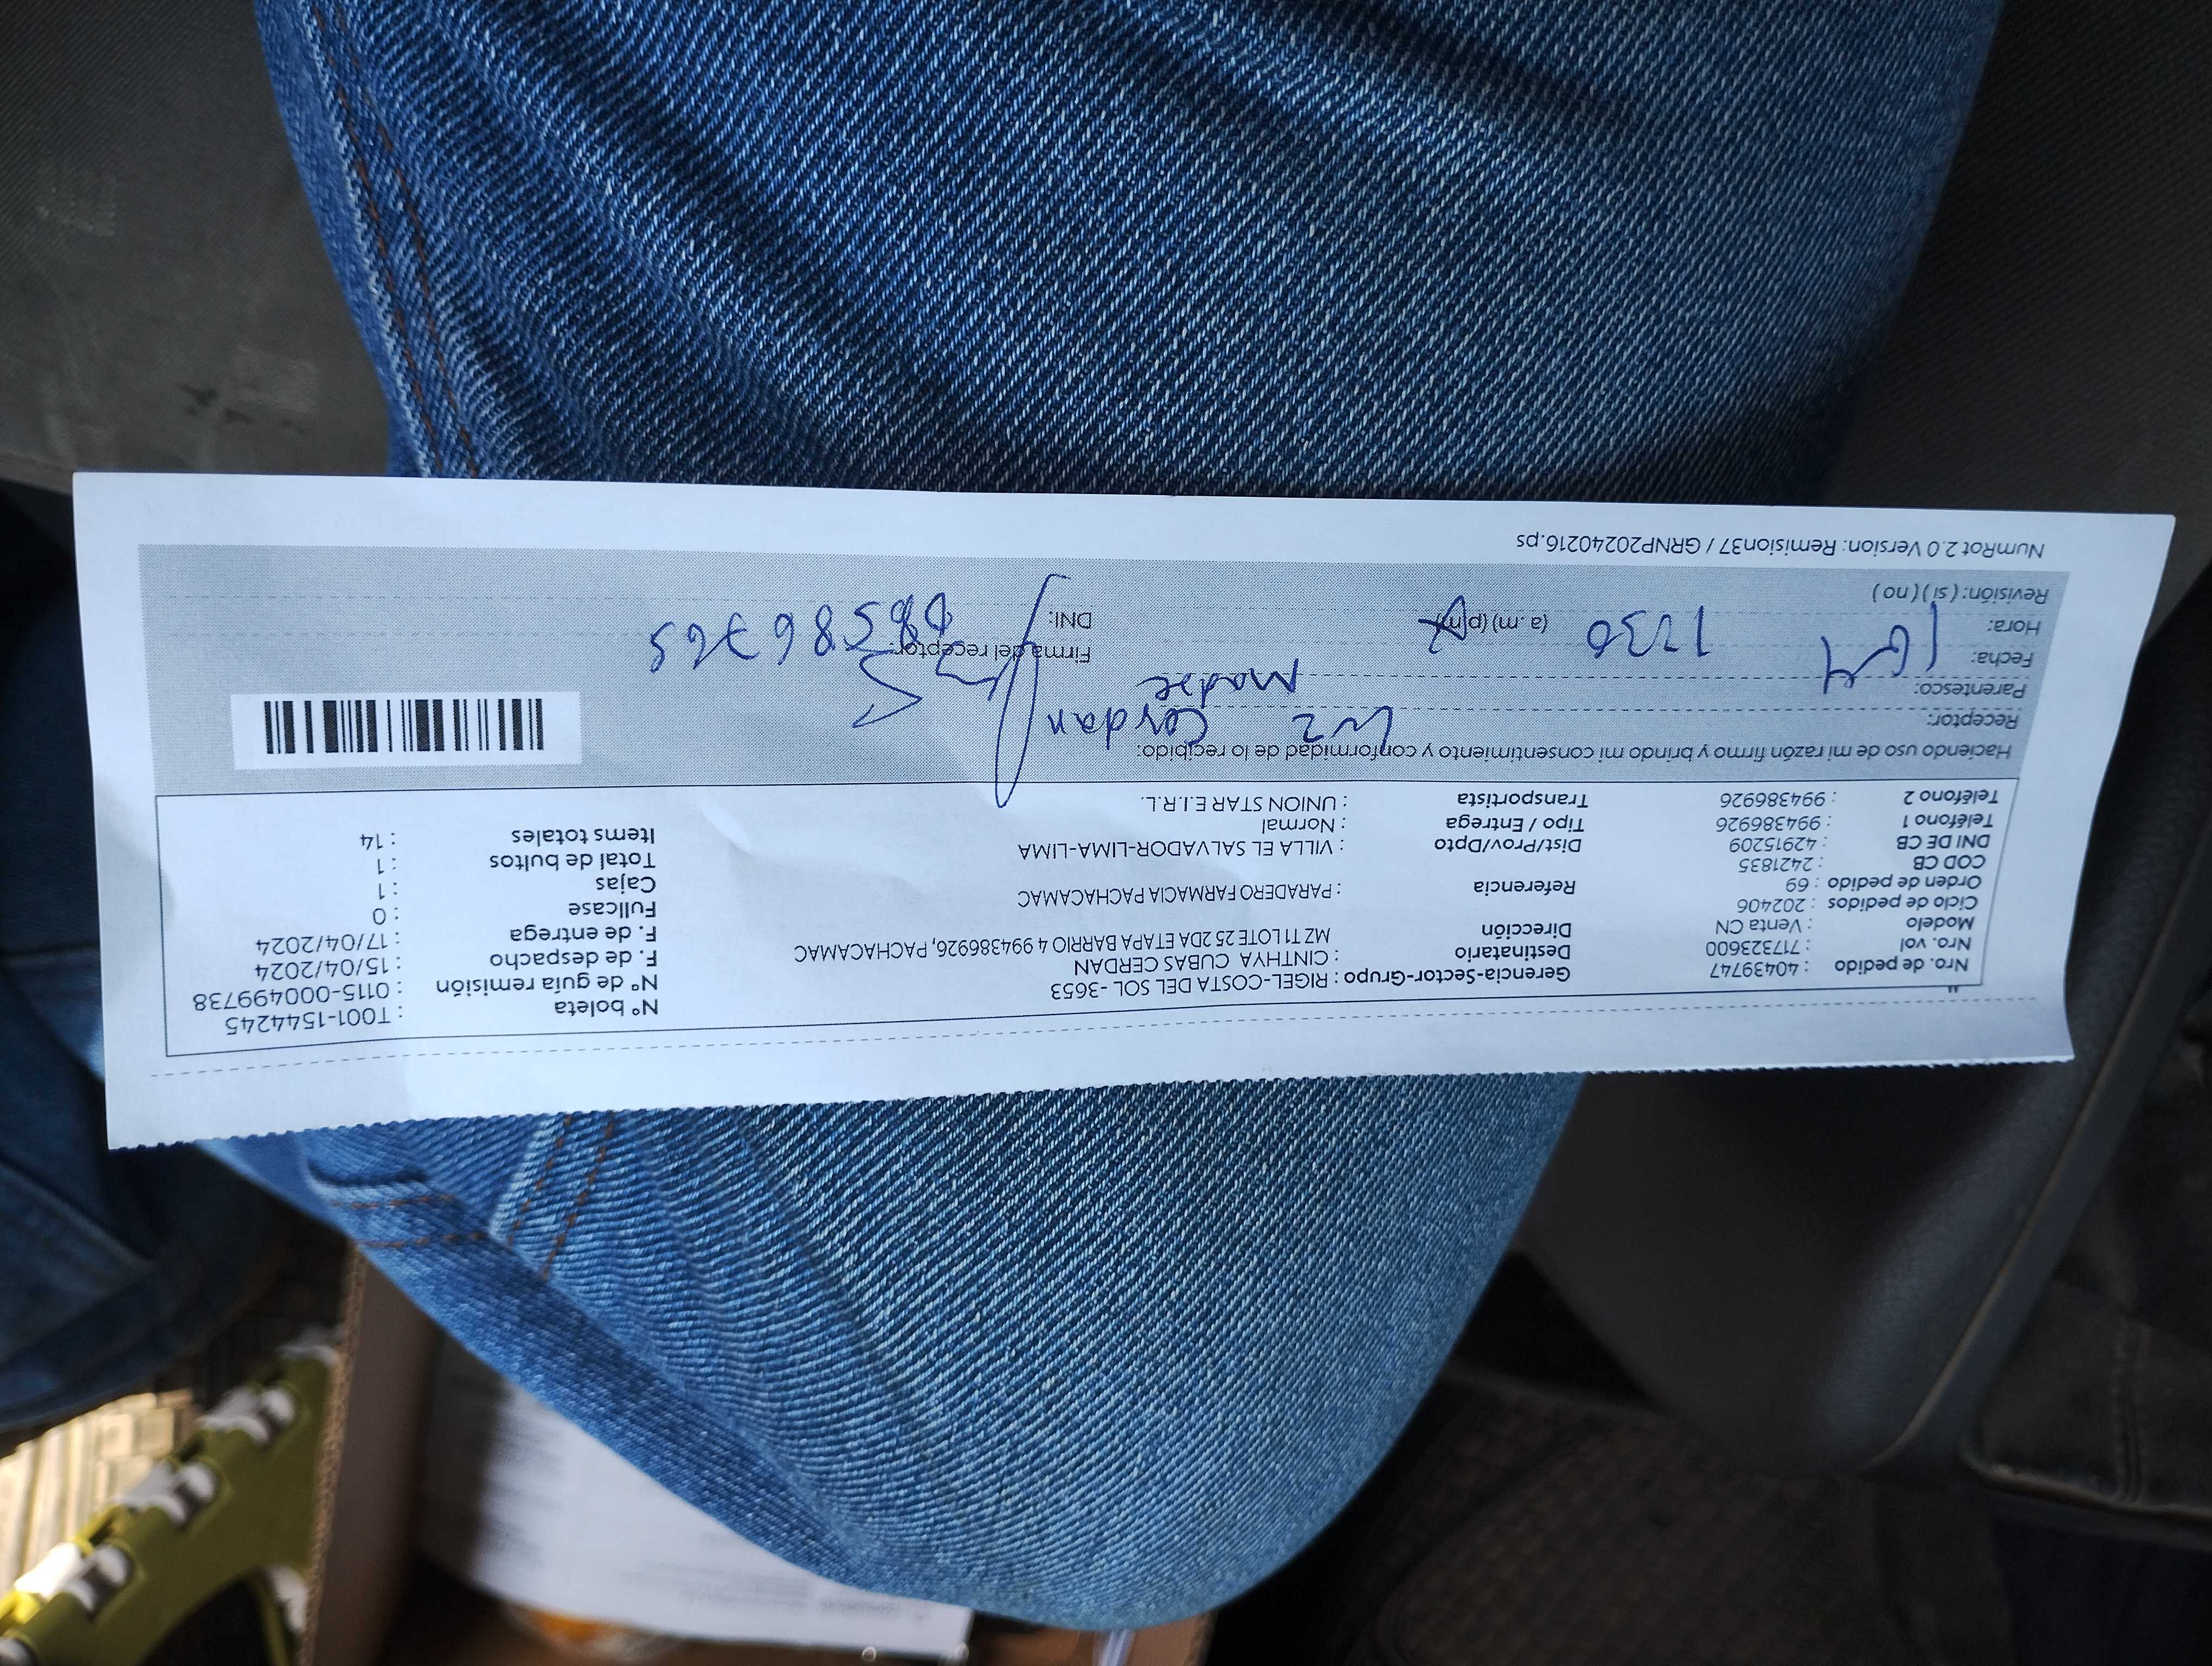 Nro. de pedido : 40439747 Gerencia-Sector-Grupo : RIGEL-COSTA DEL SOL -3653 N° boleta : T001-1544245
Nro. vol : 717323600 Destinatario : CINTHYA CUBAS CERDAN N° de guía remisión : 0115-000499738
Modelo : Venta CN Dirección MZ T1 LOTE 25 2DA ETAPA BARRIO 4 994386926, PACHACAMAC F. de despacho : 15/04/2024
Ciclo de pedidos : 202406 F. de entrega : 17/04/2024
Orden de pedido : 69 Referencia : PARADERO FARMACIA PACHACAMAC Fullcase : 0
COD CB : 2421835 Cajas : 1
DNI DE CB : 42915209 Dist/Prov/Dpto : VILLA EL SALVADOR-LIMA-LIMA Total de bultos : 1
Teléfono 1 : 994386926 Tipo / Entrega : Normal Items totales : 14
Teléfono 2 : 994386926 Transportista : UNION STAR E.I.R.L.
Haciendo uso de mi razón firmo y brindo mi consentimiento y conformidad de lo recibido:
Receptor: Luz Cerdan
Parentesco: Madre
Fecha: 16 4 Firma del receptor:
Hora: 1230 (a.m) (p.m) DNI: 08586765
Revisión: ( si ) ( no )
NumRot 2.0 Version: Remision37 / GRNP20240216.ps